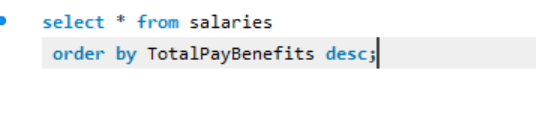 select * from salaries
order by TotalPayBenefits desc;